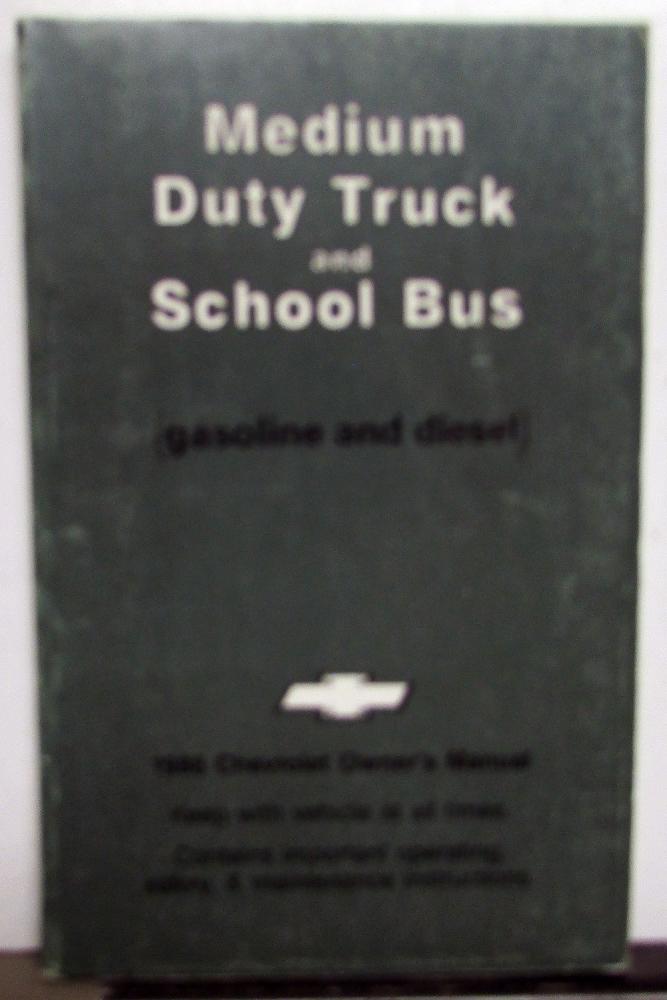 Medium
Duty Truck
and
School Bus
(gasoline and diesel)
Chevrolet Owner's Manual
Keep with vehicle at all times.
Contains important operating,
safety, & maintenance instructions.